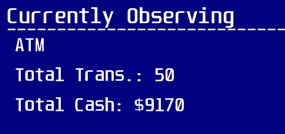 Currently Observing
ATM
Total Trans.: 50
Total Cash: $9170